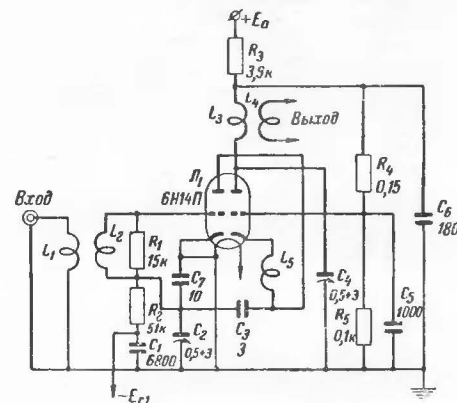 +Eа
R3
3,9к
L3
L4
Выход
Л1
6Н14П
R4
0,15
C6
180
Вход
L1
L2
R1
15к
L5
C7
10
C4
0,5÷3
C5
1000
R2
51к
C2
0,5÷3
C3
3
R5
0,1к
C1
6800
-Eг1